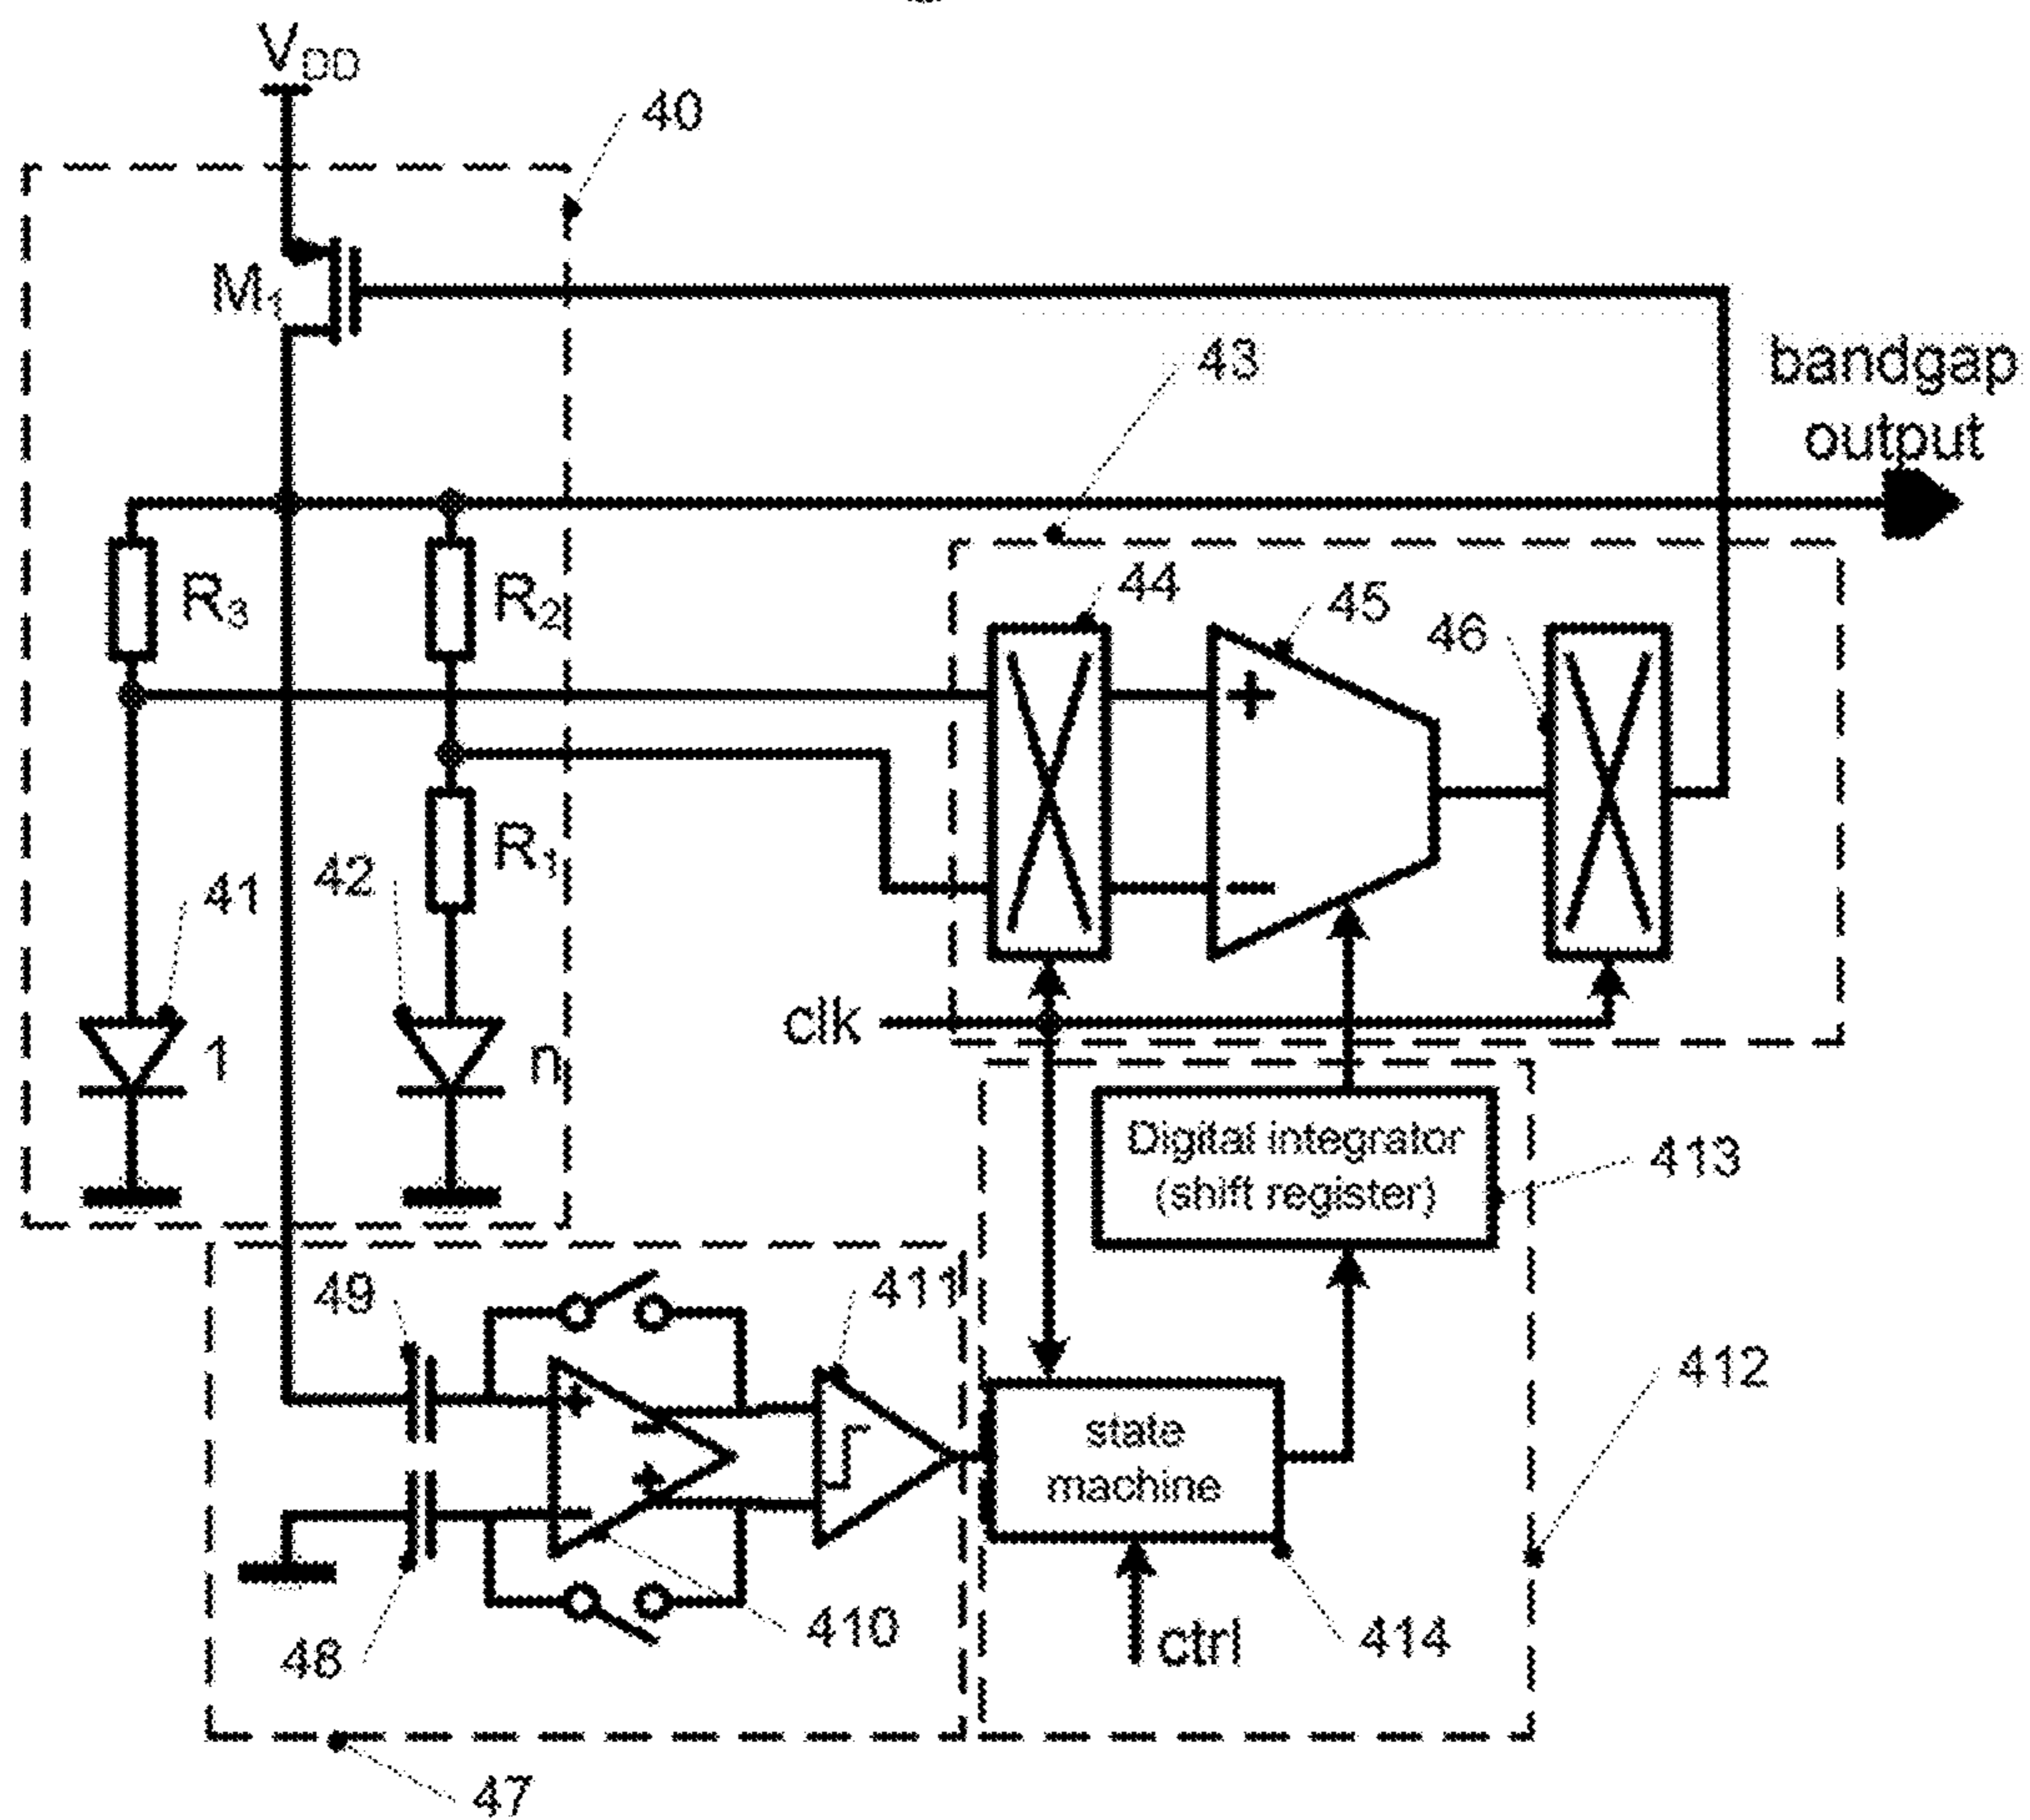 VDD
40
M1
43
bandgap
output
R3
R2
44
45
46
+
R1
41
42
−
1
n
clk
Digital integrator
(shift register)
413
49
411
412
+
−
state
machine
+
−
410
ctrl
414
48
47